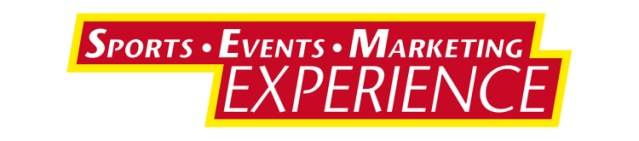 SPORTS • EVENTS • MARKETING
EXPERIENCE